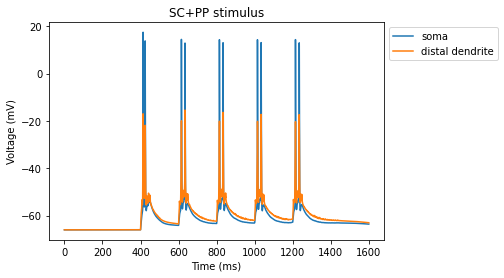 SC+PP stimulus
soma
distal dendrite
Voltage (mV)
20
0
−20
−40
−60
0 200 400 600 800 1000 1200 1400 1600
Time (ms)